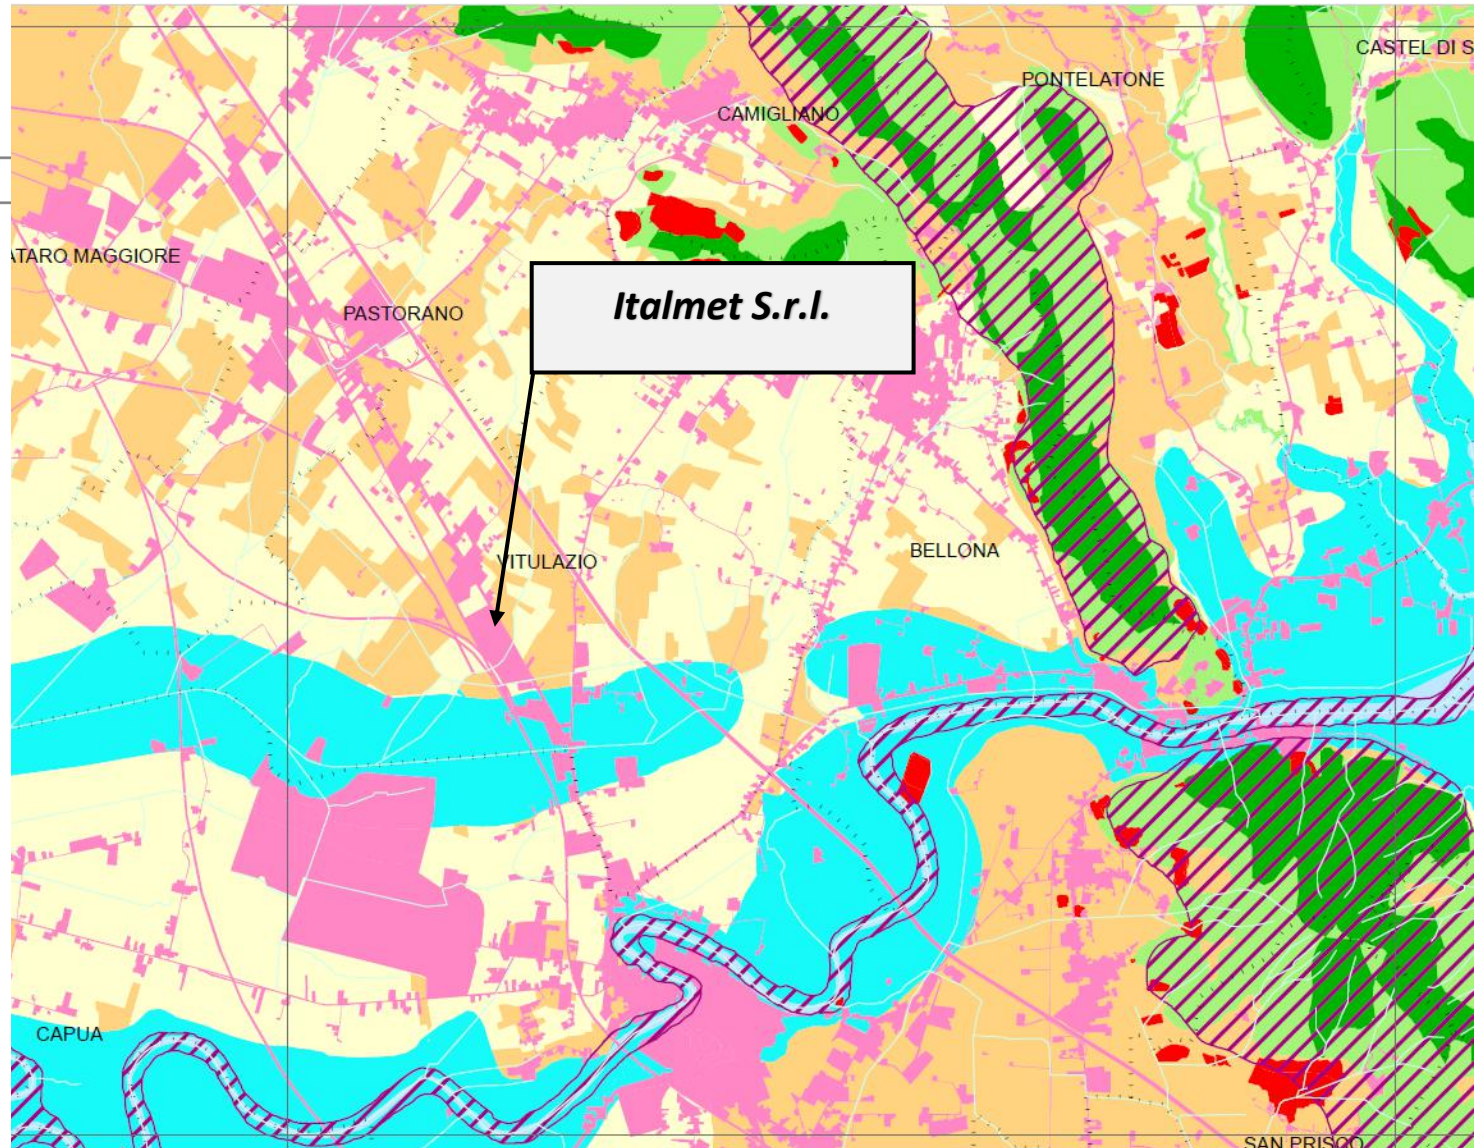 CASTEL DI S
PONTELATONE
CAMIGLIANO
ATARO MAGGIORE
PASTORANO
Italmet S.r.l.
VITULAZIO
BELLONA
CAPUA
SAN PRISCO